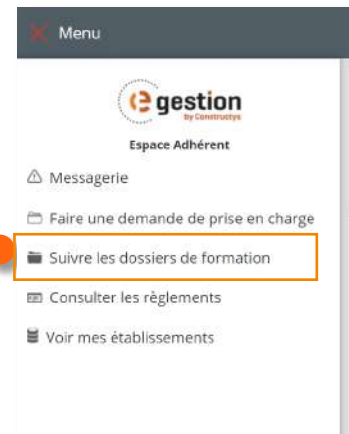 Menu
e gestion
by Constructys
Espace Adhérent
Messagerie
Faire une demande de prise en charge
Suivre les dossiers de formation
Consulter les règlements
Voir mes établissements